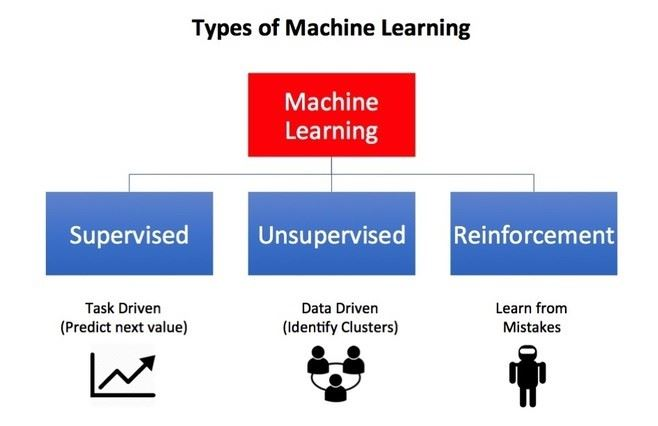 Types of Machine Learning
Machine
Learning
Supervised
Unsupervised
Reinforcement
Task Driven
(Predict next value)
Data Driven
(Identify Clusters)
Learn from
Mistakes